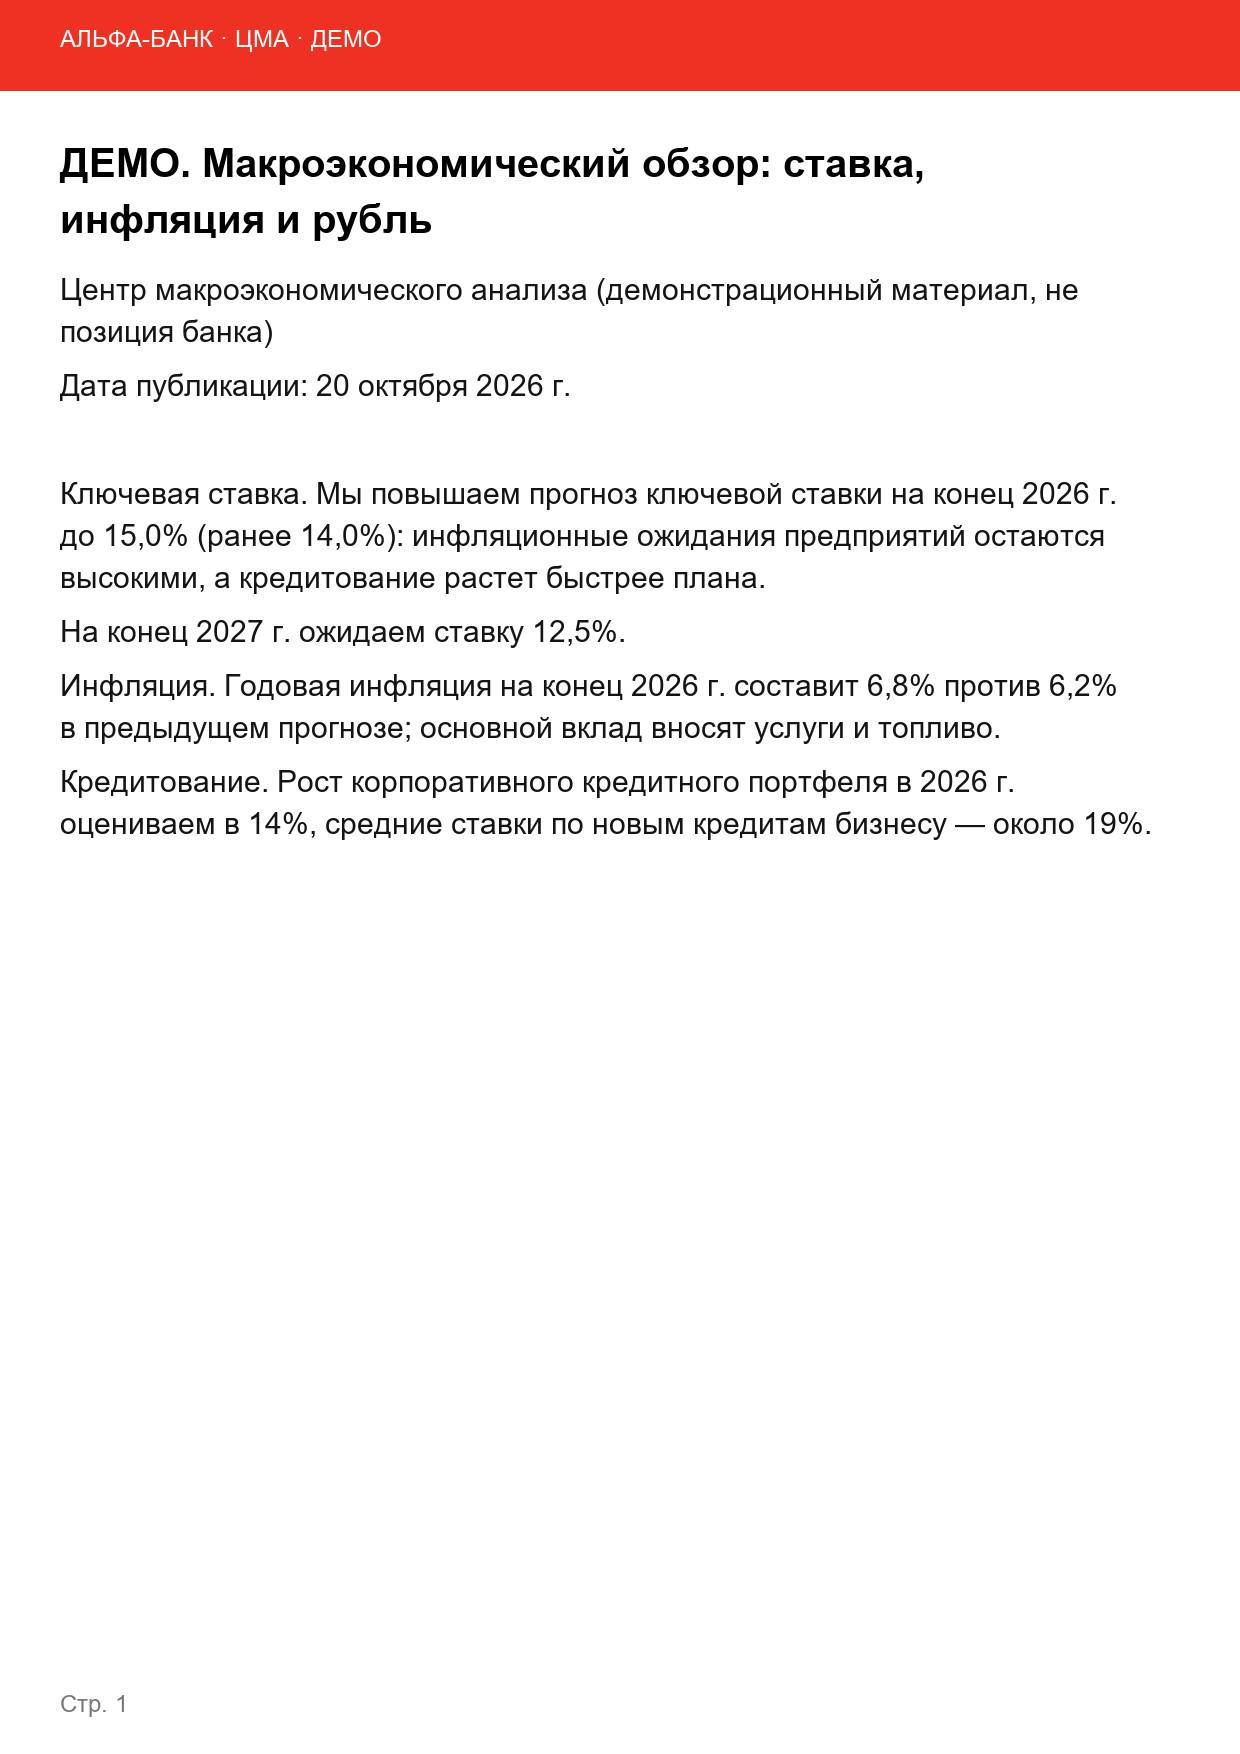 АЛЬФА-БАНК · ЦМА · ДЕМО
ДЕМО. Макроэкономический обзор: ставка,
инфляция и рубль
Центр макроэкономического анализа (демонстрационный материал, не
позиция банка)
Дата публикации: 20 октября 2026 г.
Ключевая ставка. Мы повышаем прогноз ключевой ставки на конец 2026 г.
до 15,0% (ранее 14,0%): инфляционные ожидания предприятий остаются
высокими, а кредитование растет быстрее плана.
На конец 2027 г. ожидаем ставку 12,5%.
Инфляция. Годовая инфляция на конец 2026 г. составит 6,8% против 6,2%
в предыдущем прогнозе; основной вклад вносят услуги и топливо.
Кредитование. Рост корпоративного кредитного портфеля в 2026 г.
оцениваем в 14%, средние ставки по новым кредитам бизнесу — около 19%.
Стр. 1